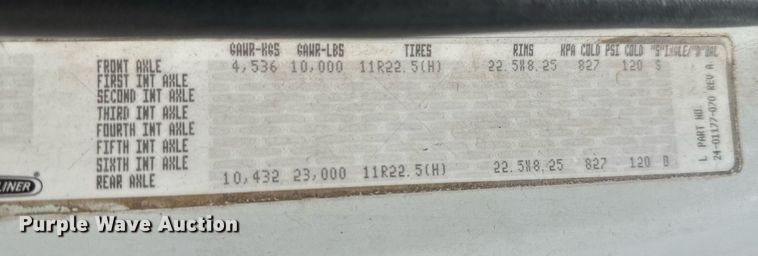 GAWR-KGS GAWR-LBS TIRES RIMS KPA COLD PSI COLD "S"INGLE/"D"UAL
FRONT AXLE 4,536 10,000 11R22.5(H) 22.5X8.25 827 120 S
FIRST INT AXLE
SECOND INT AXLE
THIRD INT AXLE
FOURTH INT AXLE
FIFTH INT AXLE
SIXTH INT AXLE
REAR AXLE 10,432 23,000 11R22.5(H) 22.5X8.25 827 120 D
L PART NO.
24-01177-070 REV A
LINER
Purple Wave Auction